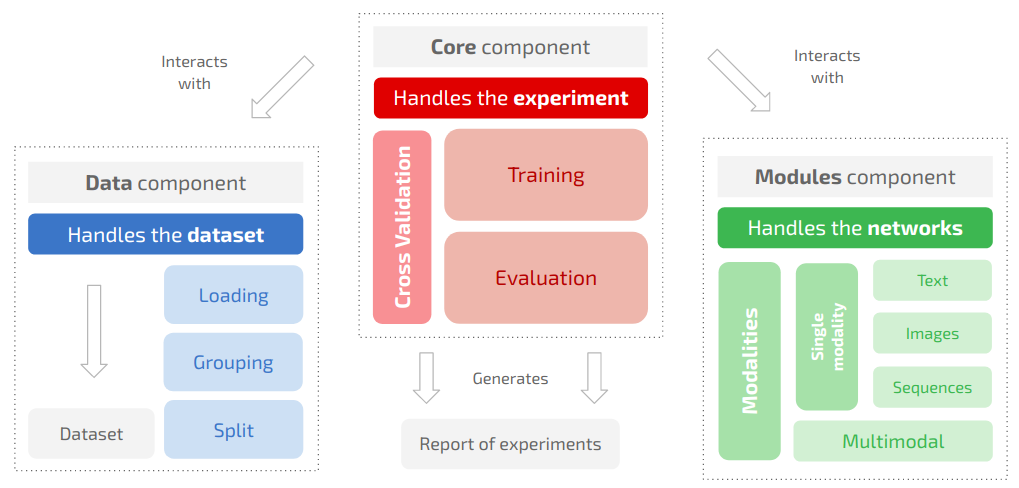 Core component
Handles the experiment
Cross Validation
Training
Evaluation
Interacts
with
Interacts
with
Data component
Handles the dataset
Loading
Grouping
Split
Dataset
Generates
Report of experiments
Modules component
Handles the networks
Modalities
Single
modality
Text
Images
Sequences
Multimodal